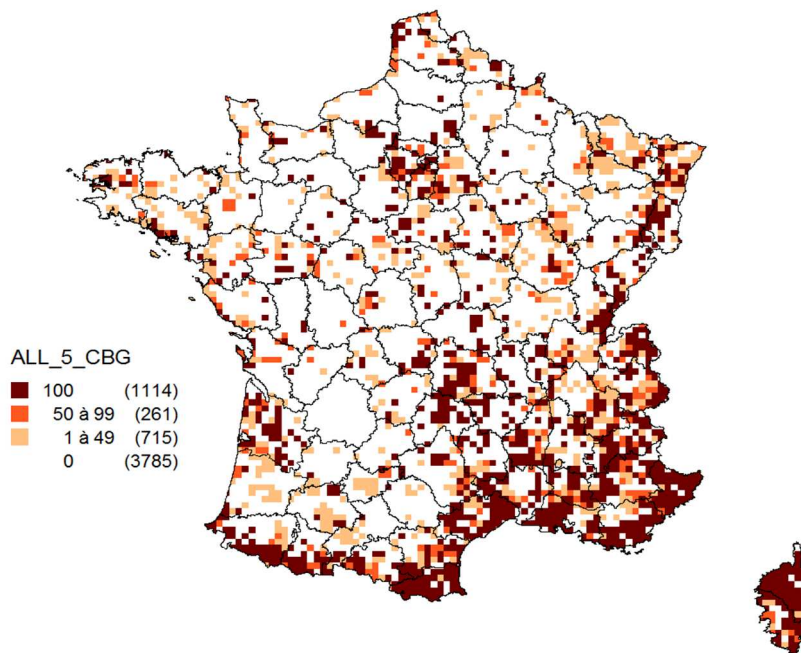 ALL_5_CBG
100 (1114)
50 à 99 (261)
1 à 49 (715)
0 (3785)